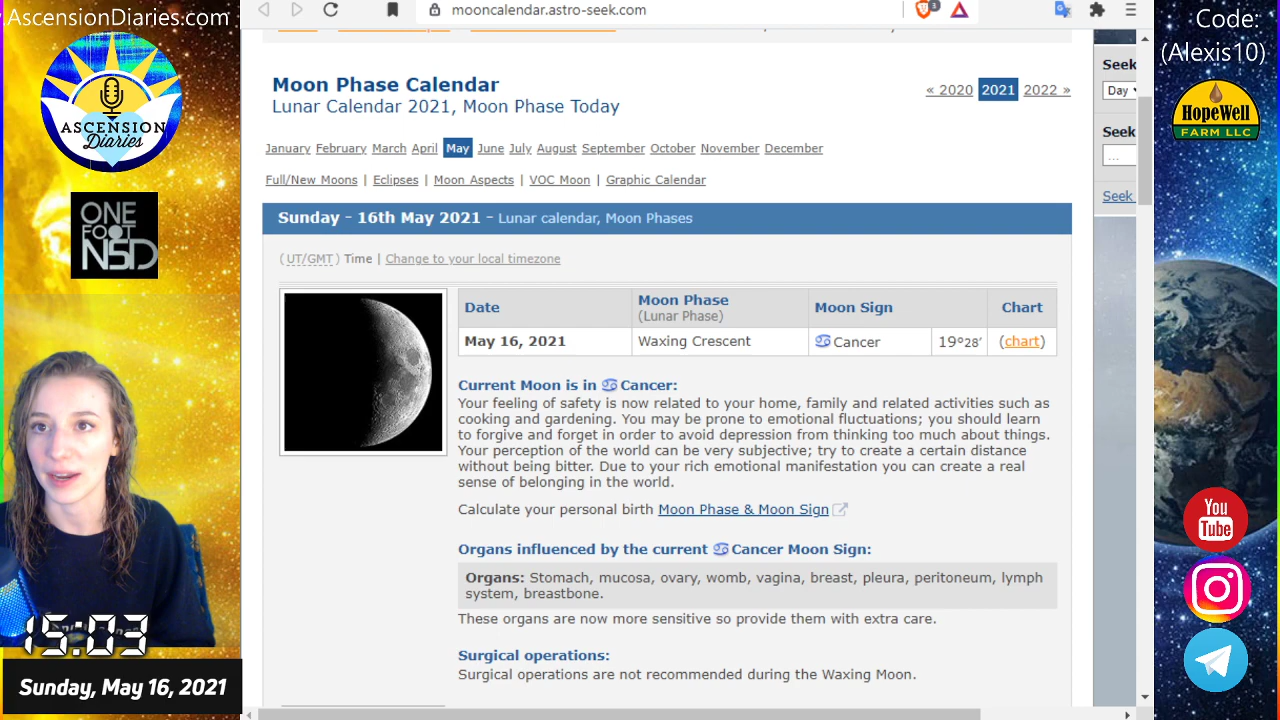 AscensionDiaries.com
ASCENSION
Diaries
ONE
FOOT
NSD
15:03
Sunday, May 16, 2021
mooncalendar.astro-seek.com
3
Moon Phase Calendar
Lunar Calendar 2021, Moon Phase Today
« 2020 2021 2022 »
January February March April May June July August September October November December
Full/New Moons | Eclipses | Moon Aspects | VOC Moon | Graphic Calendar
Sunday - 16th May 2021 - Lunar calendar, Moon Phases
(UT/GMT) Time | Change to your local timezone
Date Moon Phase (Lunar Phase) Moon Sign Chart
May 16, 2021 Waxing Crescent ♋ Cancer 19º28′ (chart)
Current Moon is in ♋ Cancer:
Your feeling of safety is now related to your home, family and related activities such as
cooking and gardening. You may be prone to emotional fluctuations; you should learn
to forgive and forget in order to avoid depression from thinking too much about things.
Your perception of the world can be very subjective; try to create a certain distance
without being bitter. Due to your rich emotional manifestation you can create a real
sense of belonging in the world.
Calculate your personal birth Moon Phase & Moon Sign
Organs influenced by the current ♋ Cancer Moon Sign:
Organs: Stomach, mucosa, ovary, womb, vagina, breast, pleura, peritoneum, lymph
system, breastbone.
These organs are now more sensitive so provide them with extra care.
Surgical operations:
Surgical operations are not recommended during the Waxing Moon.
Seek
Day
Seek
...
Seek
Code:
(Alexis10)
HopeWell
FARM LLC
You
Tube